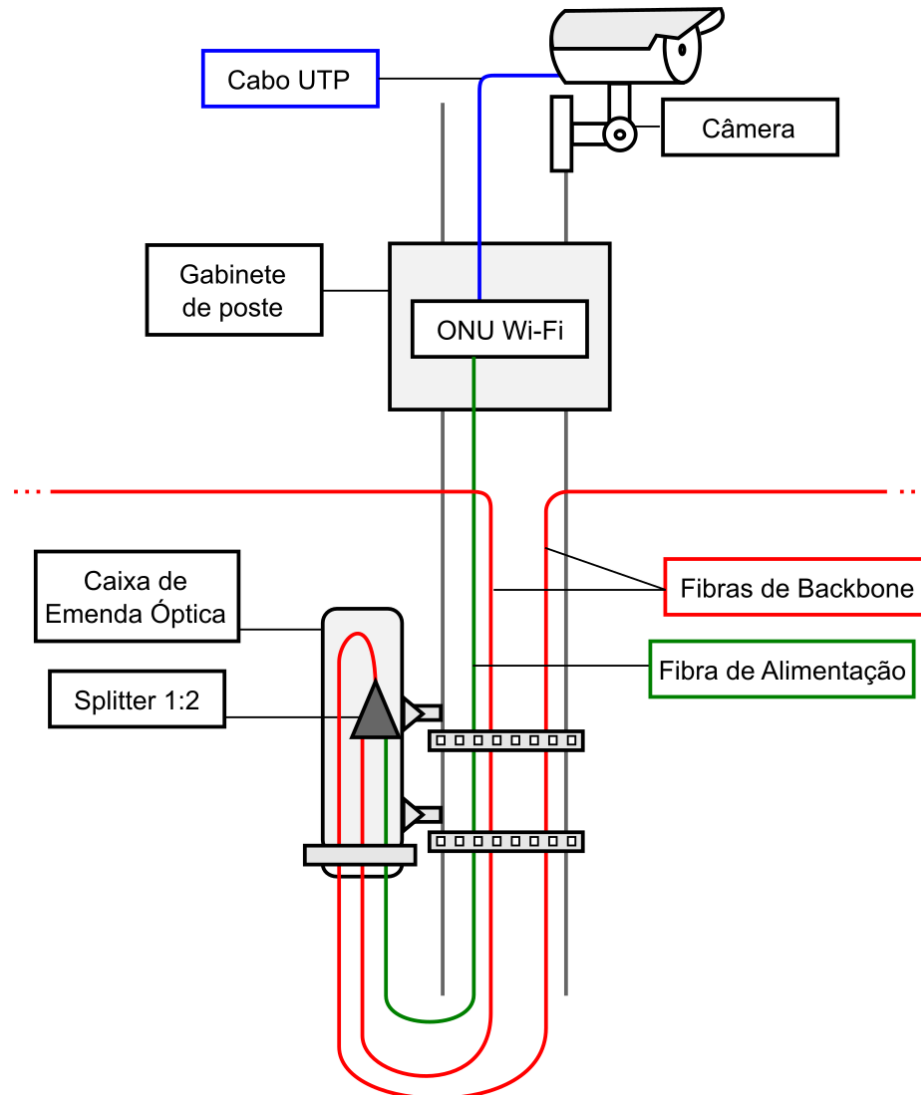 Cabo UTP
Câmera
Gabinete
de poste
ONU Wi-Fi
Caixa de
Emenda Óptica
Fibras de Backbone
Fibra de Alimentação
Splitter 1:2